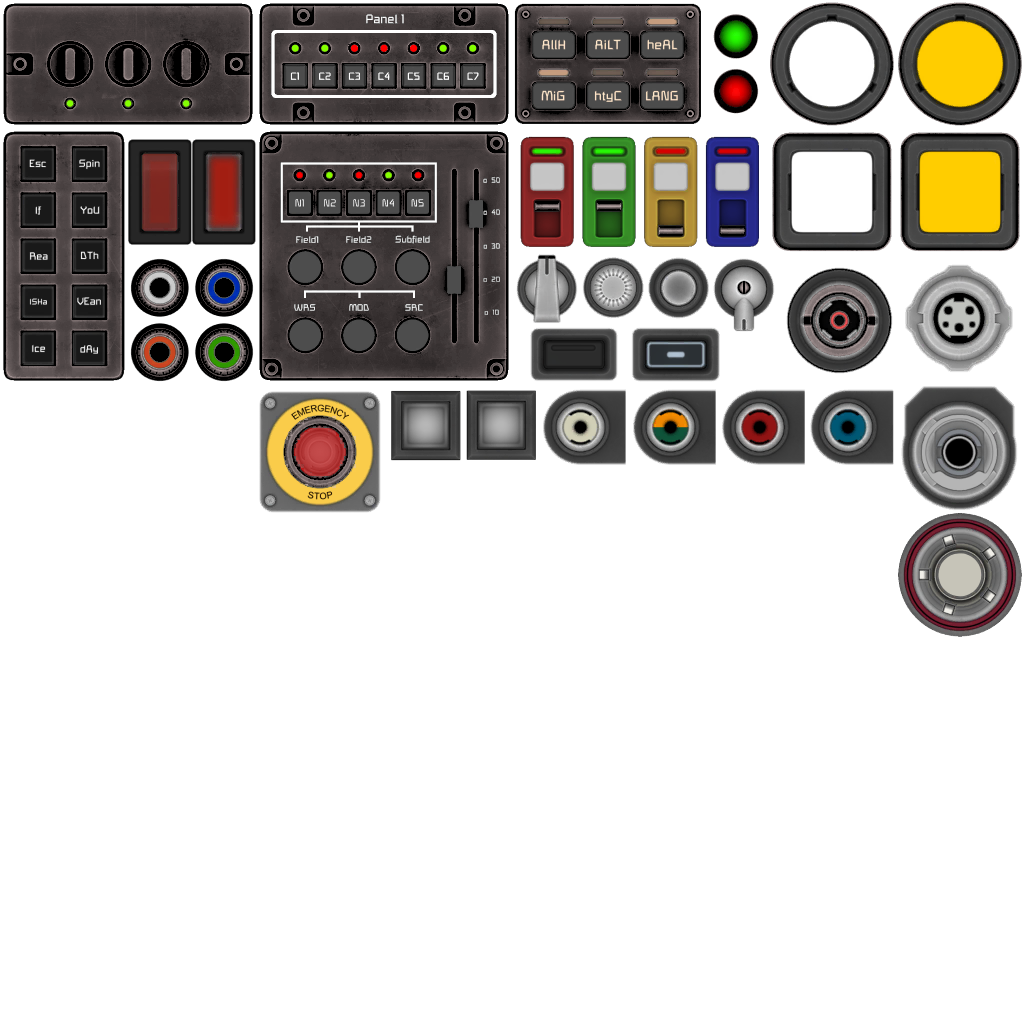 Panel 1
C1 C2 C3 C4 C5 C6 C7
AllH AiLT heAL
MiG htyC LANG
Esc Spin
If YoU
Rea DTh
15Ha VEan
Ice dAy
N1 N2 N3 N4 N5
50
40
30
20
10
Field1 Field2 Subfield
WRS MOD SRC
EMERGENCY
STOP